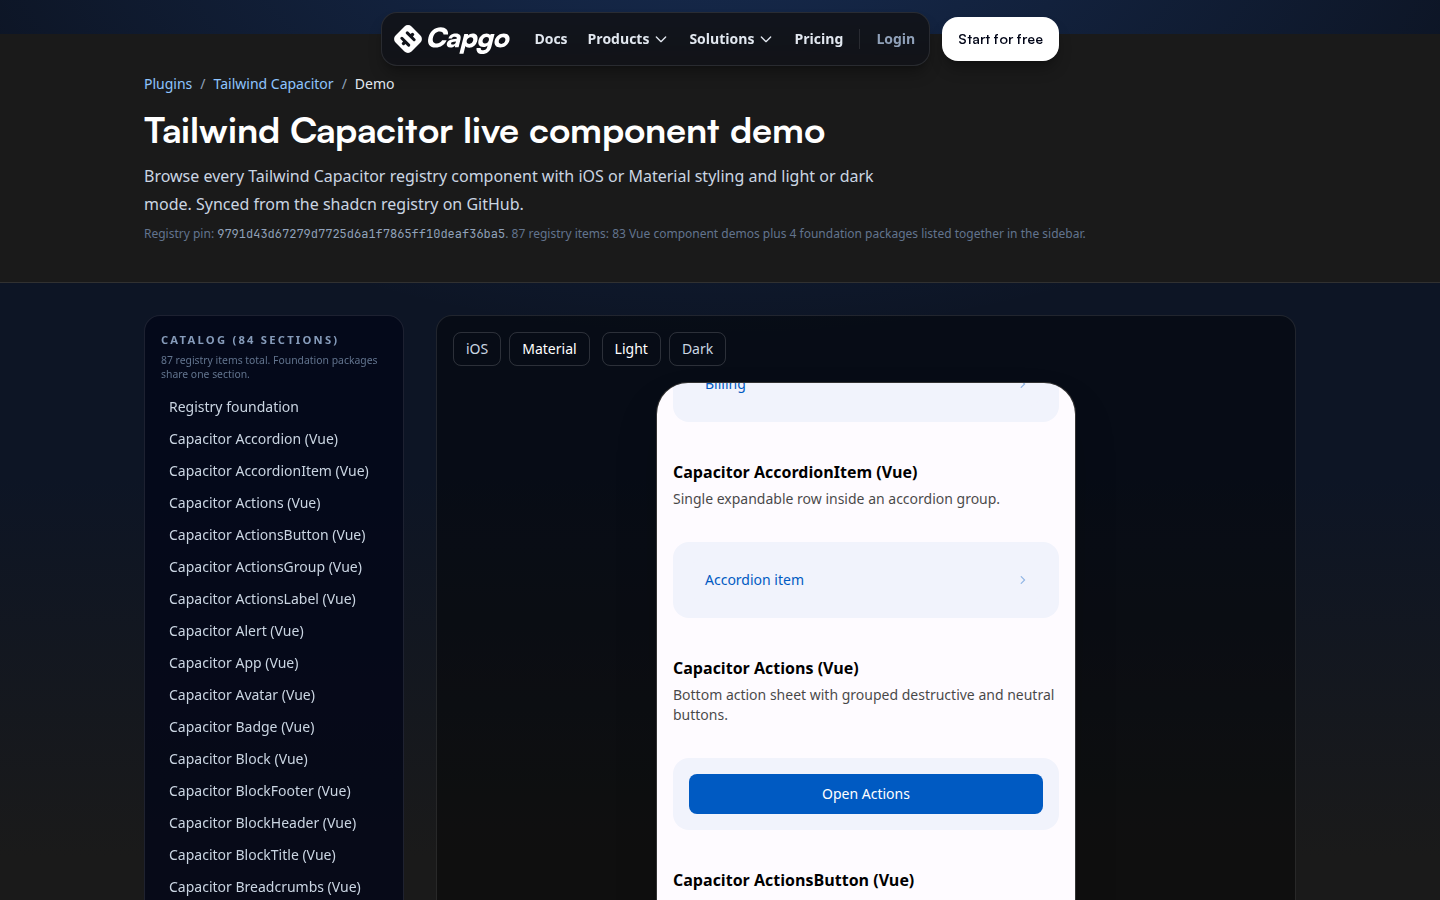 Capgo
Docs
Products
Solutions
Pricing
Login
Start for free
Plugins / Tailwind Capacitor / Demo
Tailwind Capacitor live component demo
Browse every Tailwind Capacitor registry component with iOS or Material styling and light or dark
mode. Synced from the shadcn registry on GitHub.
Registry pin: 9791d43d67279d7725d6a1f7865ff10deaf36ba5. 87 registry items: 83 Vue component demos plus 4 foundation packages listed together in the sidebar.
CATALOG (84 SECTIONS)
87 registry items total. Foundation packages
share one section.
Registry foundation
Capacitor Accordion (Vue)
Capacitor AccordionItem (Vue)
Capacitor Actions (Vue)
Capacitor ActionsButton (Vue)
Capacitor ActionsGroup (Vue)
Capacitor ActionsLabel (Vue)
Capacitor Alert (Vue)
Capacitor App (Vue)
Capacitor Avatar (Vue)
Capacitor Badge (Vue)
Capacitor Block (Vue)
Capacitor BlockFooter (Vue)
Capacitor BlockHeader (Vue)
Capacitor BlockTitle (Vue)
Capacitor Breadcrumbs (Vue)
iOS
Material
Light
Dark
Billing
Capacitor AccordionItem (Vue)
Single expandable row inside an accordion group.
Accordion item
Capacitor Actions (Vue)
Bottom action sheet with grouped destructive and neutral
buttons.
Open Actions
Capacitor ActionsButton (Vue)